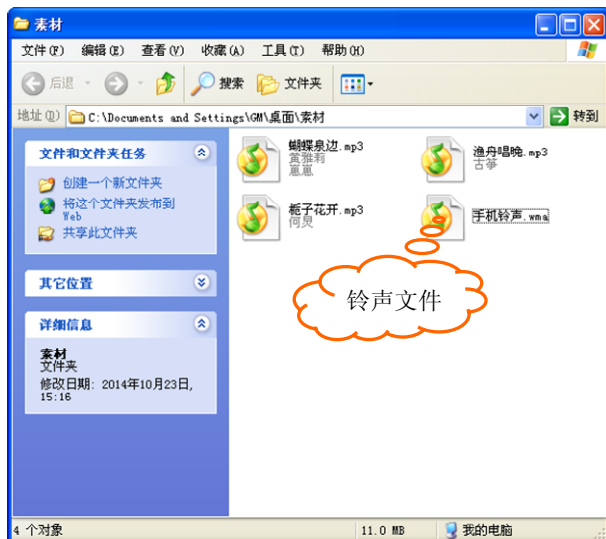 素材
文件(F) 编辑(E) 查看(V) 收藏(A) 工具(T) 帮助(H)
后退 搜索 文件夹
地址(D) C:\Documents and Settings\GM\桌面\素材 转到
文件和文件夹任务
创建一个新文件夹
将这个文件夹发布到
Web
共享此文件夹
其它位置
详细信息
素材
文件夹
修改日期: 2014年10月23日,
15:16
蝴蝶泉边.mp3
黄雅莉
崽崽
渔舟唱晚.mp3
古筝
栀子花开.mp3
何炅
手机铃声.wma
铃声文件
4 个对象 11.0 MB 我的电脑